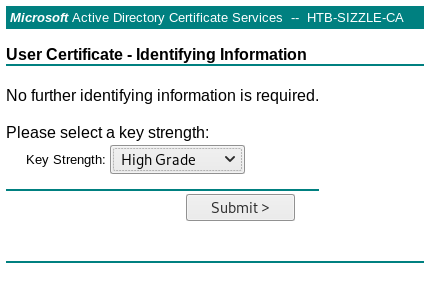 Microsoft Active Directory Certificate Services  --  HTB-SIZZLE-CA
User Certificate - Identifying Information
No further identifying information is required.
Please select a key strength:
Key Strength: High Grade
Submit >